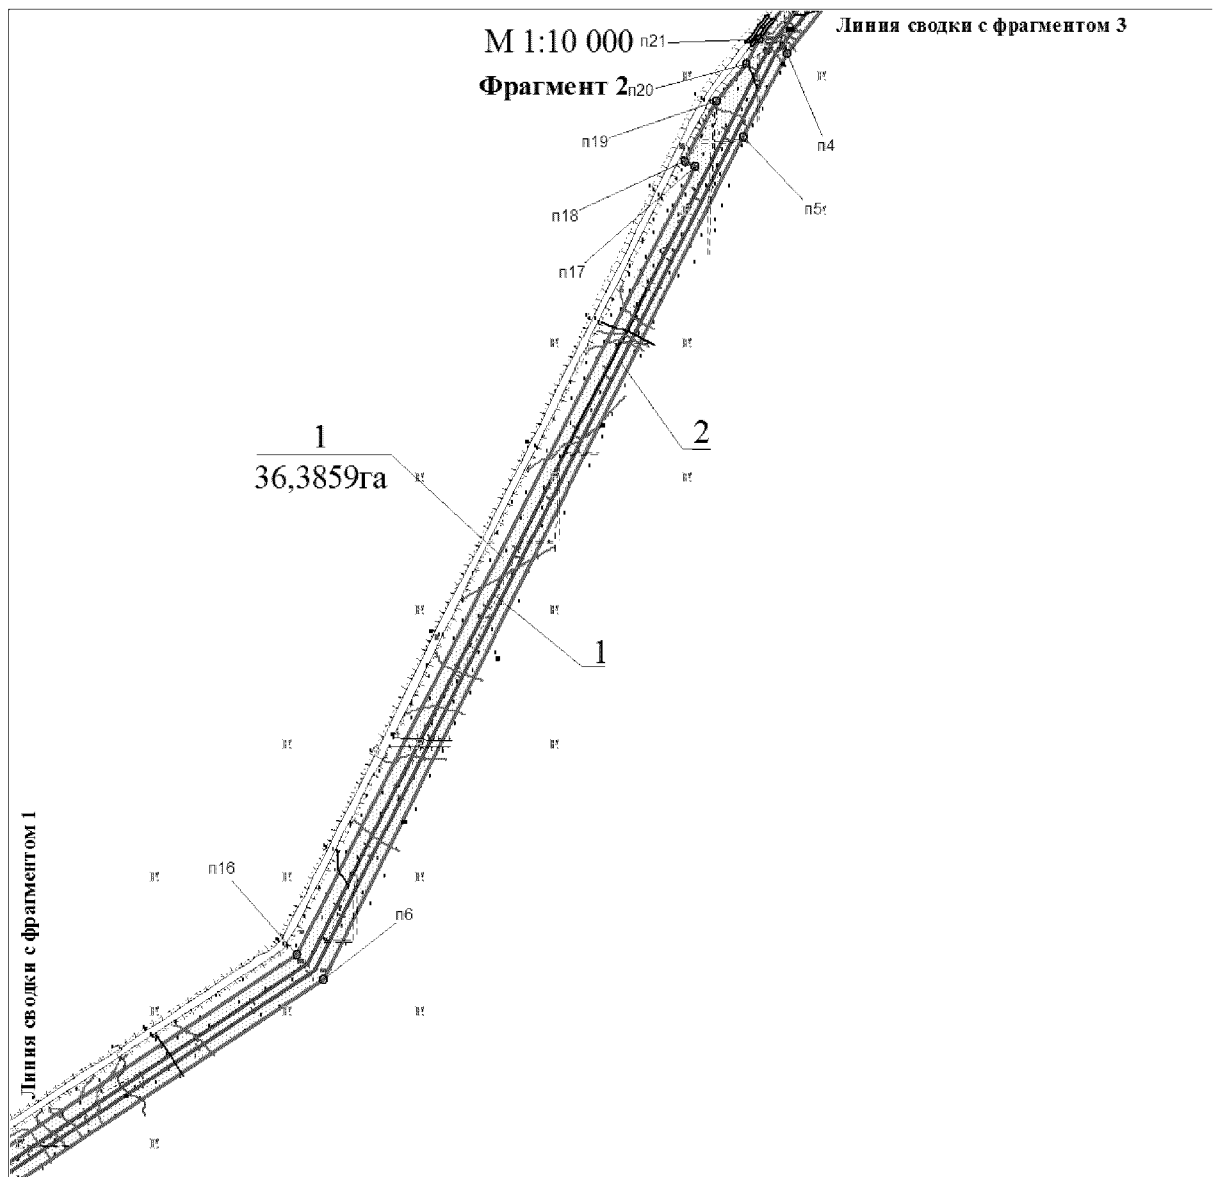 Линия сводки с фрагментом 3
М 1:10 000
п21
Фрагмент 2
п20
п19
п4
п18
п5
п17
2
1
36,3859га
1
Линия сводки с фрагментом 1
п16
п6